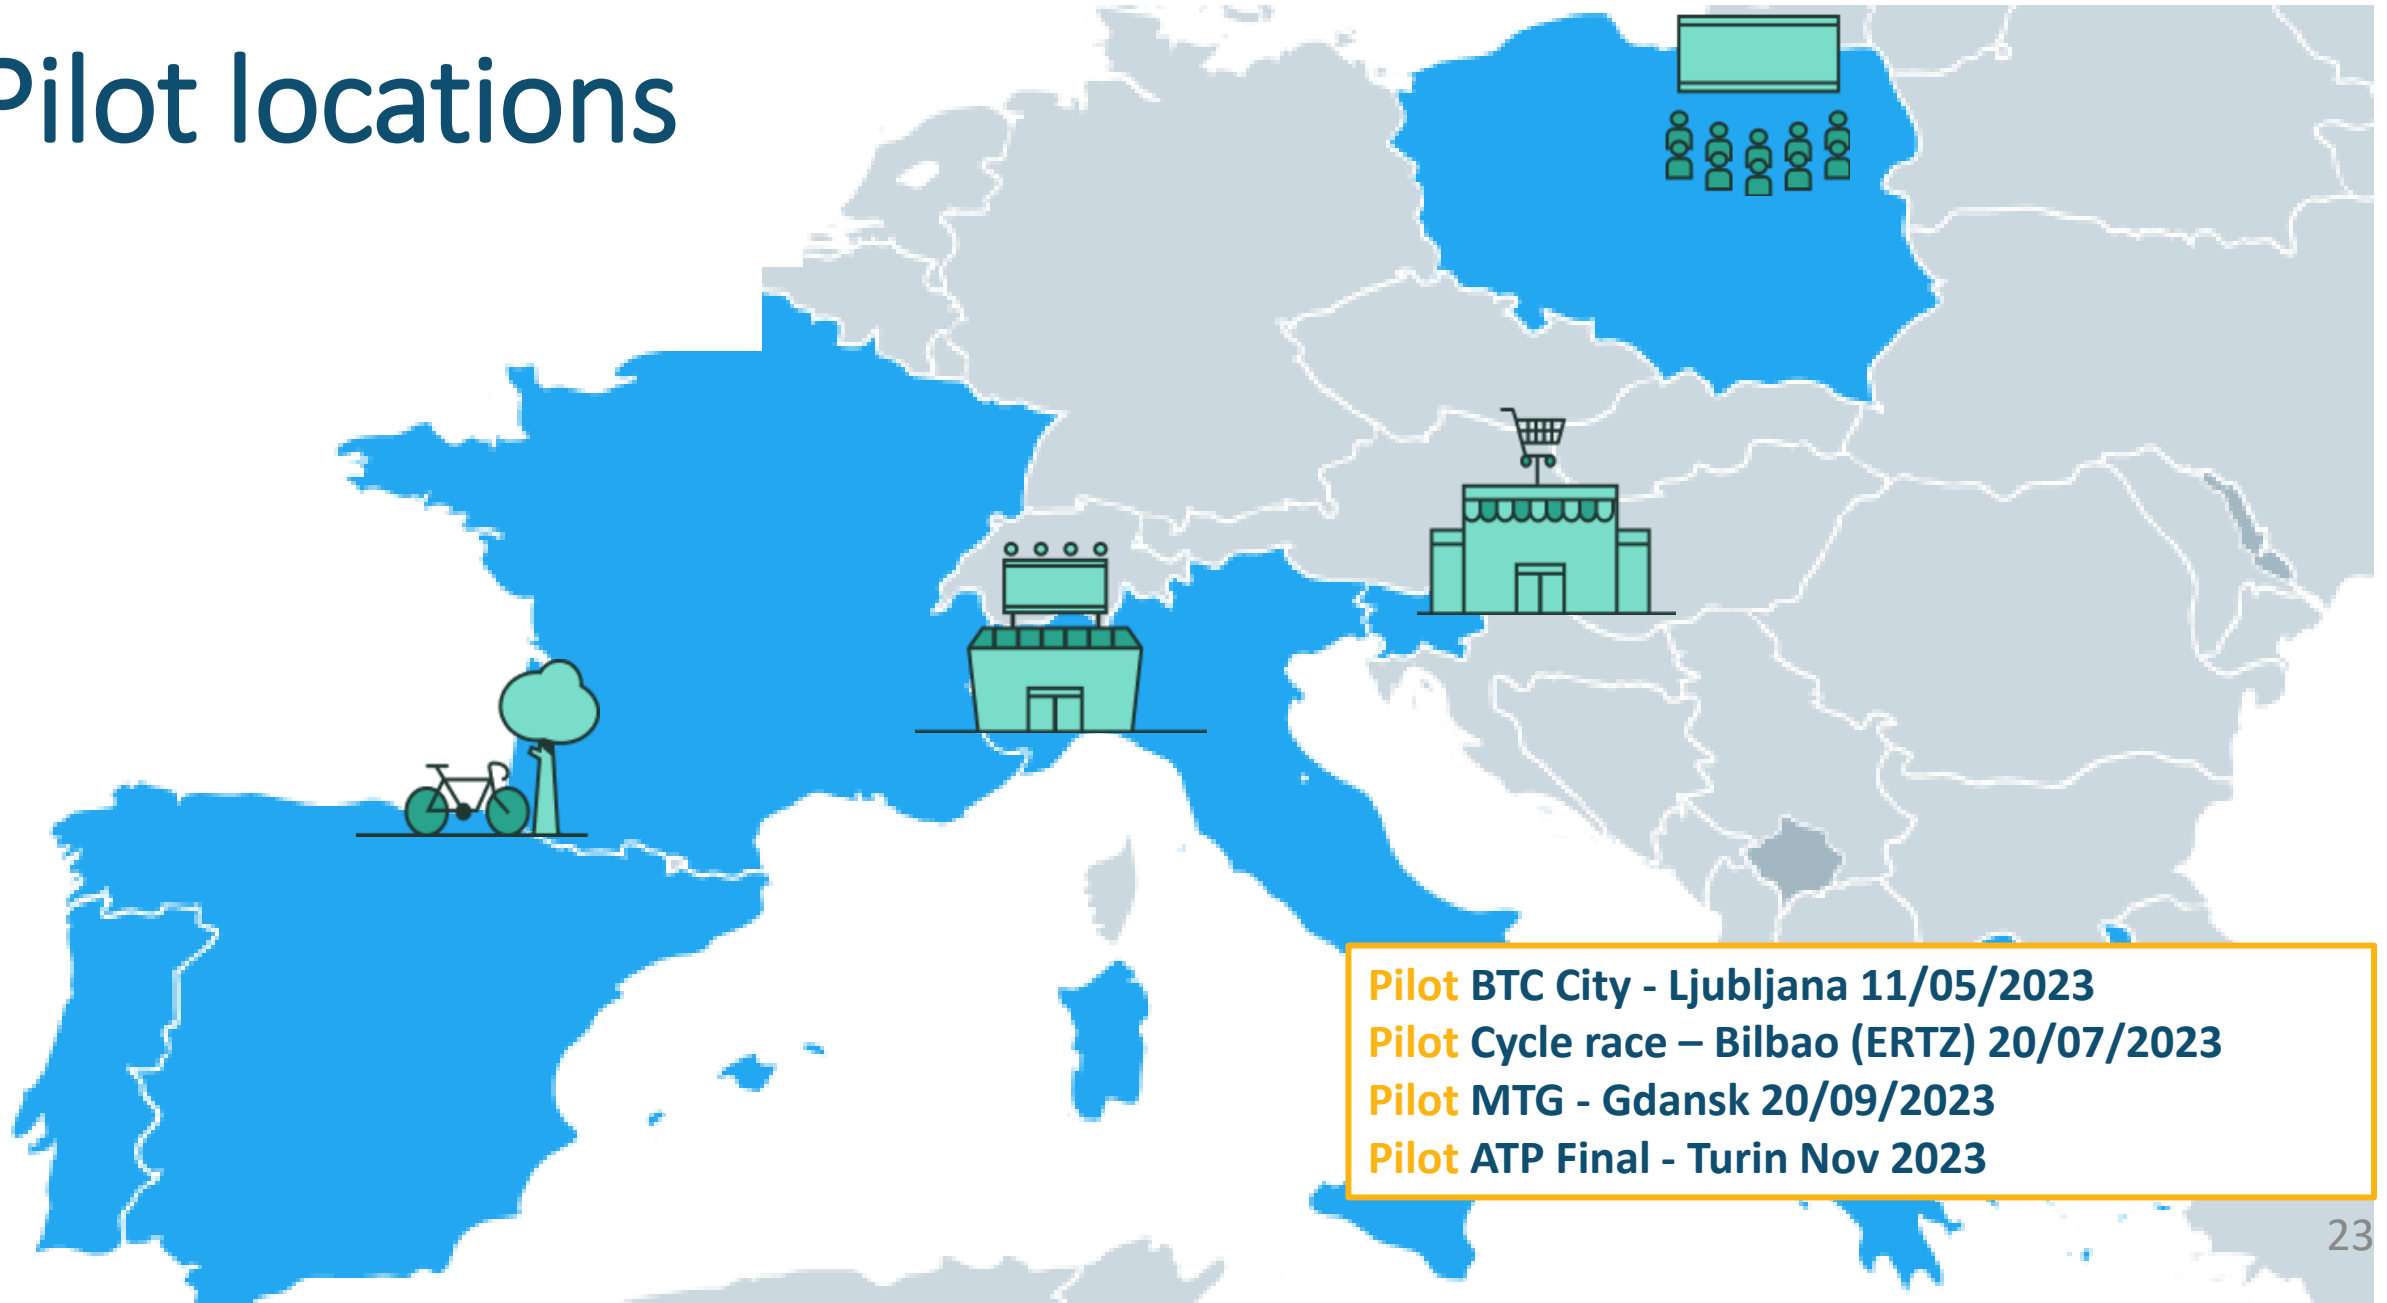 Pilot locations
Pilot BTC City - Ljubljana 11/05/2023
Pilot Cycle race – Bilbao (ERTZ) 20/07/2023
Pilot MTG - Gdansk 20/09/2023
Pilot ATP Final - Turin Nov 2023
23